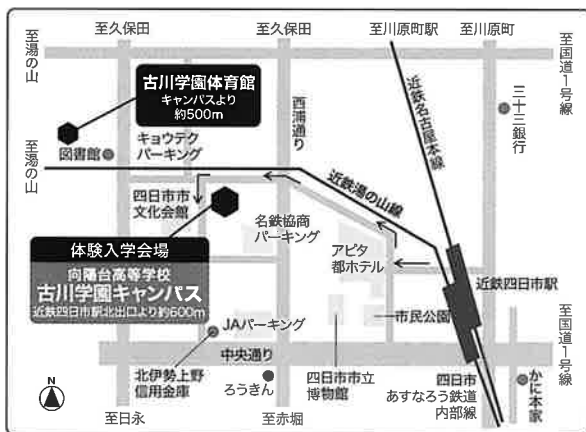 至久保田
至久保田
至川原町駅
至川原町
至湯の山
至国道1号線
古川学園体育館
キャンパスより
約500m
西浦通り
近鉄名古屋本線
三十三銀行
図書館
キョウテク
パーキング
至湯の山
近鉄湯の山線
四日市市
文化会館
名鉄協商
パーキング
アピタ
都ホテル
体験入学会場
向陽台高等学校
古川学園キャンパス
近鉄四日市駅北出口より約600m
近鉄四日市駅
JAパーキング
市民公園
中央通り
至国道1号線
北伊勢上野
信用金庫
ろうきん
四日市市立
博物館
四日市
あすなろう鉄道
内部線
かに本家
N
至日永
至赤堀